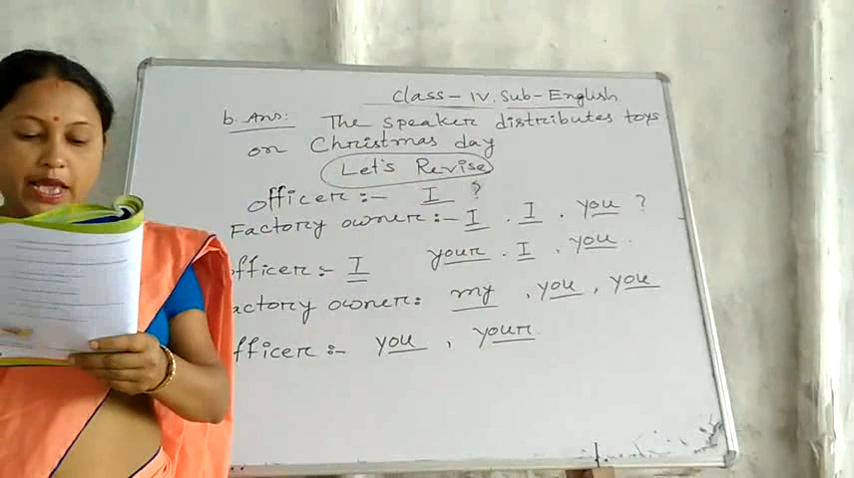 Class - IV. Sub - English
b. Ans:- The speaker distributes toys
on Christmas day
Let's Revise
officer :- I ?
Factory owner :- I . I . you ?
fficer :- I your . I . you .
actory owner : my , you , you
fficer :- you , your